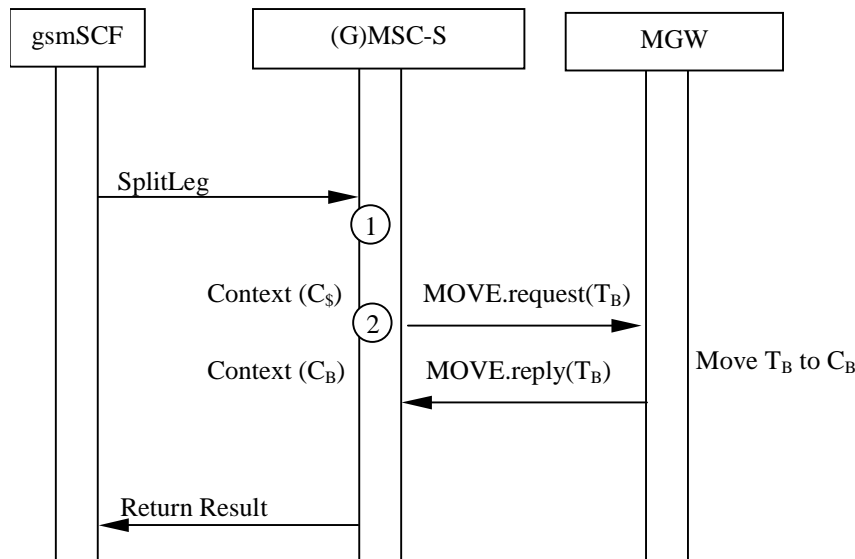 gsmSCF
(G)MSC-S
MGW
SplitLeg
1
Context (C$)
2
MOVE.request(TB)
Context (CB)
MOVE.reply(TB)
Move TB to CB
Return Result